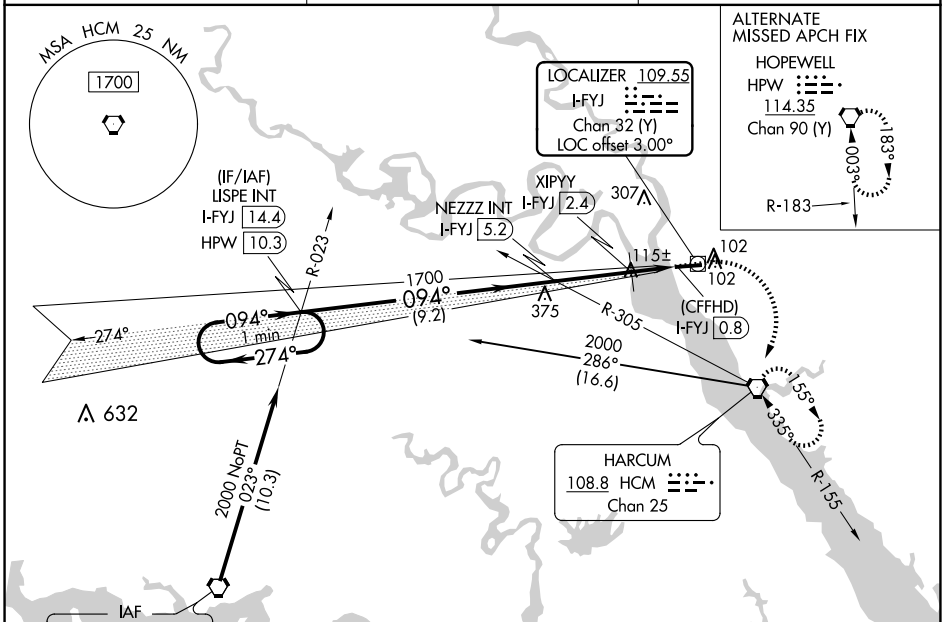 MSA HCM 25 NM
1700
ALTERNATE
MISSED APCH FIX
HOPEWELL
HPW
114.35
Chan 90 (Y)
183°
003°
R-183
LOCALIZER 109.55
I-FYJ
Chan 32 (Y)
LOC offset 3.00°
(IF/IAF)
LISPE INT
I-FYJ 14.4
HPW 10.3
R-023
NEZZZ INT
I-FYJ 5.2
XIPYY
I-FYJ 2.4
307
115±
102
102
1700
094°
(9.2)
375
R-305
(CFFHD)
I-FYJ 0.8
094°
1 min
274°
274°
2000
286°
(16.6)
632
155°
335°
R-155
HARCUM
108.8 HCM
Chan 25
2000 NoPT
023°
(10.3)
IAF